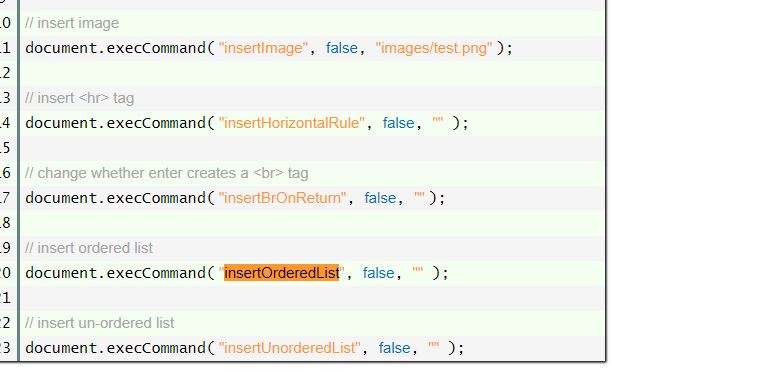 10 // insert image
11 document.execCommand("insertImage", false, "images/test.png");
12
13 // insert <hr> tag
14 document.execCommand("insertHorizontalRule", false, "" );
15
16 // change whether enter creates a <br> tag
17 document.execCommand("insertBrOnReturn", false, "");
18
19 // insert ordered list
20 document.execCommand("insertOrderedList", false, "" );
21
22 // insert un-ordered list
23 document.execCommand("insertUnorderedList", false, "" );